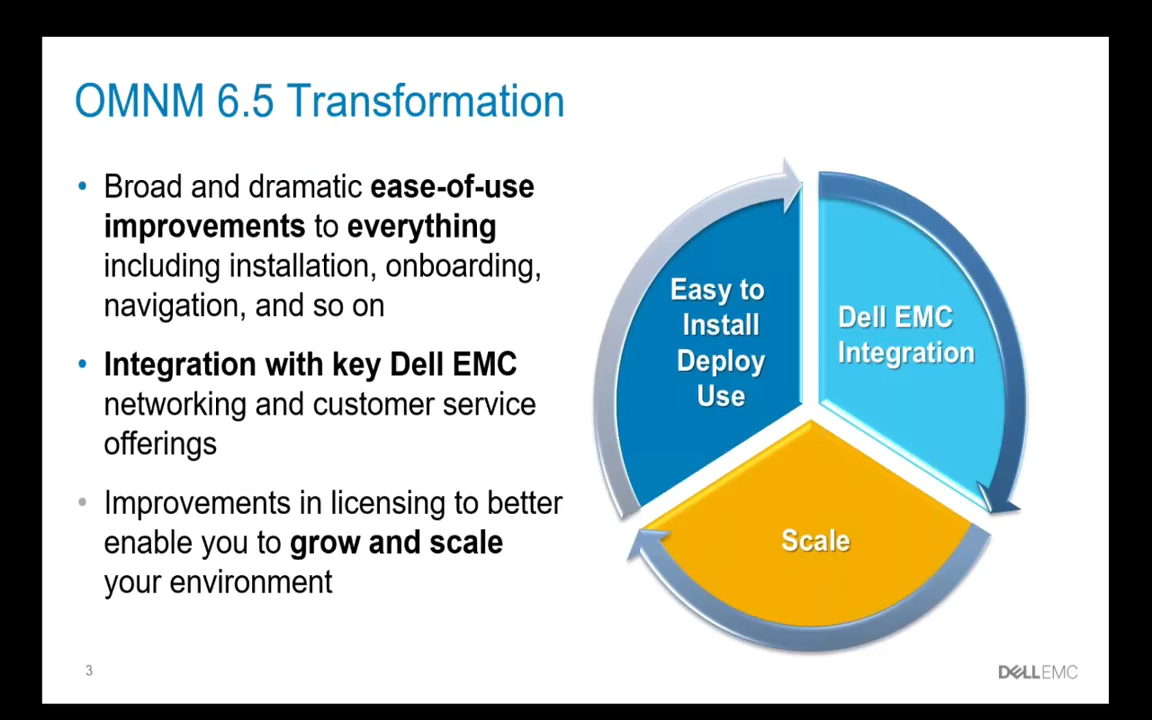 OMNM 6.5 Transformation
• Broad and dramatic ease-of-use
improvements to everything
including installation, onboarding,
navigation, and so on
• Integration with key Dell EMC
networking and customer service
offerings
• Improvements in licensing to better
enable you to grow and scale
your environment
Easy to
Install
Deploy
Use
Dell EMC
Integration
Scale
3
DELLEMC